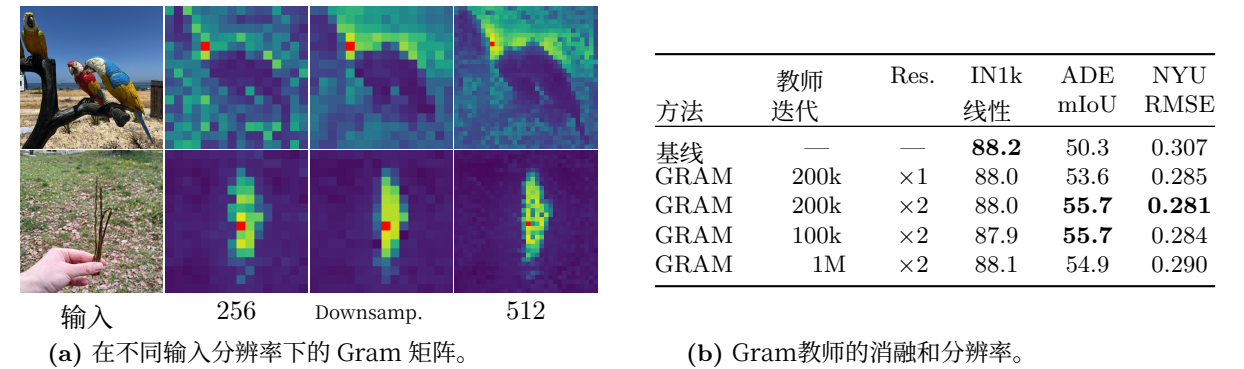 输入 256 Downsamp. 512
(a) 在不同输入分辨率下的 Gram 矩阵。
方法 教师迭代 Res. IN1k 线性 ADE mIoU NYU RMSE
基线 — — 88.2 50.3 0.307
GRAM 200k ×1 88.0 53.6 0.285
GRAM 200k ×2 88.0 55.7 0.281
GRAM 100k ×2 87.9 55.7 0.284
GRAM 1M ×2 88.1 54.9 0.290
(b) Gram教师的消融和分辨率。